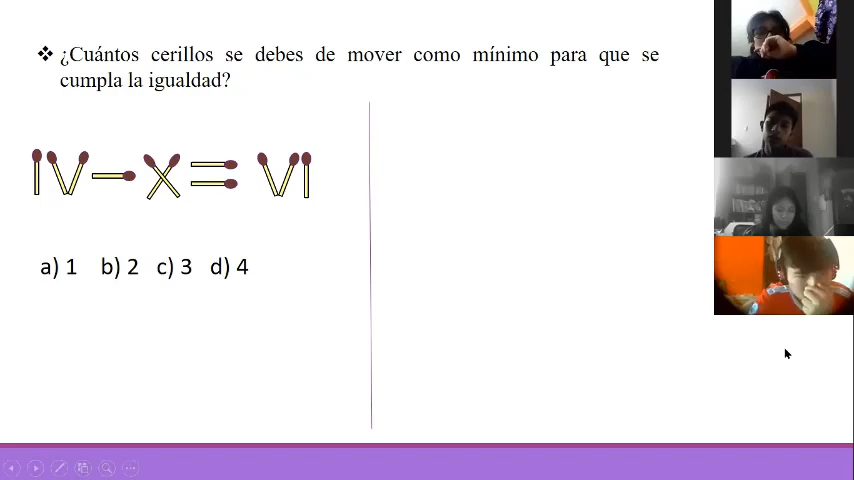 ❖ ¿Cuántos cerillos se debes de mover como mínimo para que se
cumpla la igualdad?
IV – X = VI
a) 1 b) 2 c) 3 d) 4